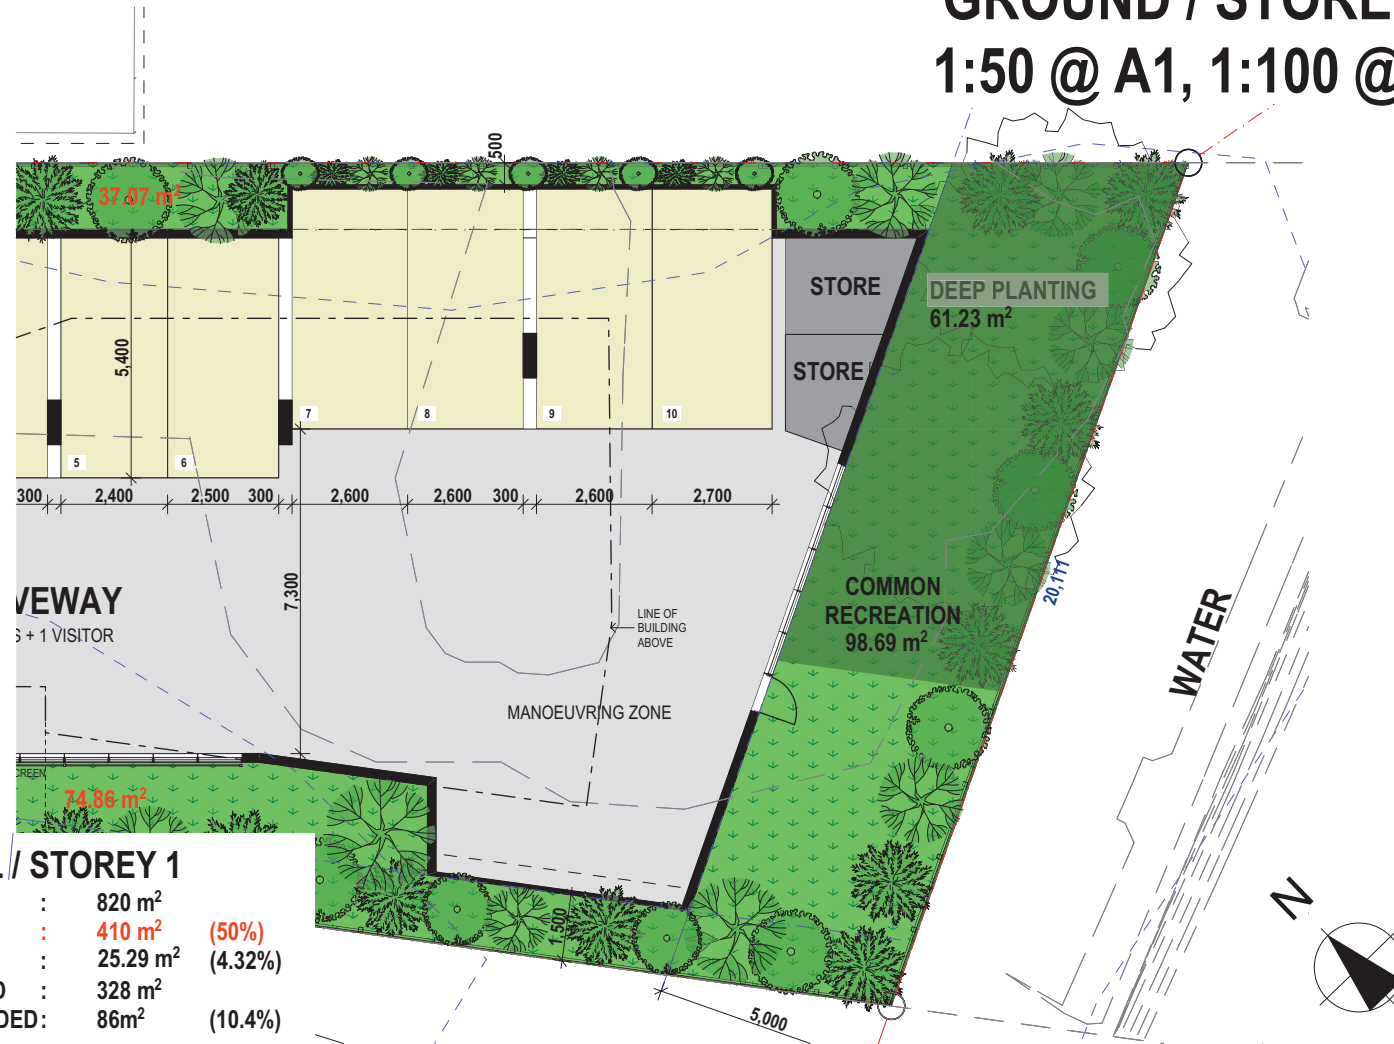 GROUND / STORE
1:50 @ A1, 1:100 @
500
37.07 m²
STORE
DEEP PLANTING
61.23 m²
5,400
STORE
7
8
9
10
5
6
300
2,400
2,500
300
2,600
2,600
300
2,600
2,700
7,300
VEWAY
S + 1 VISITOR
LINE OF
BUILDING
ABOVE
COMMON
RECREATION
98.69 m²
20,111
WATER
MANOEUVRING ZONE
CREEN
74.86 m²
/ STOREY 1
: 820 m²
: 410 m² (50%)
: 25.29 m² (4.32%)
: 328 m²
DED: 86m² (10.4%)
1,500
5,000
N